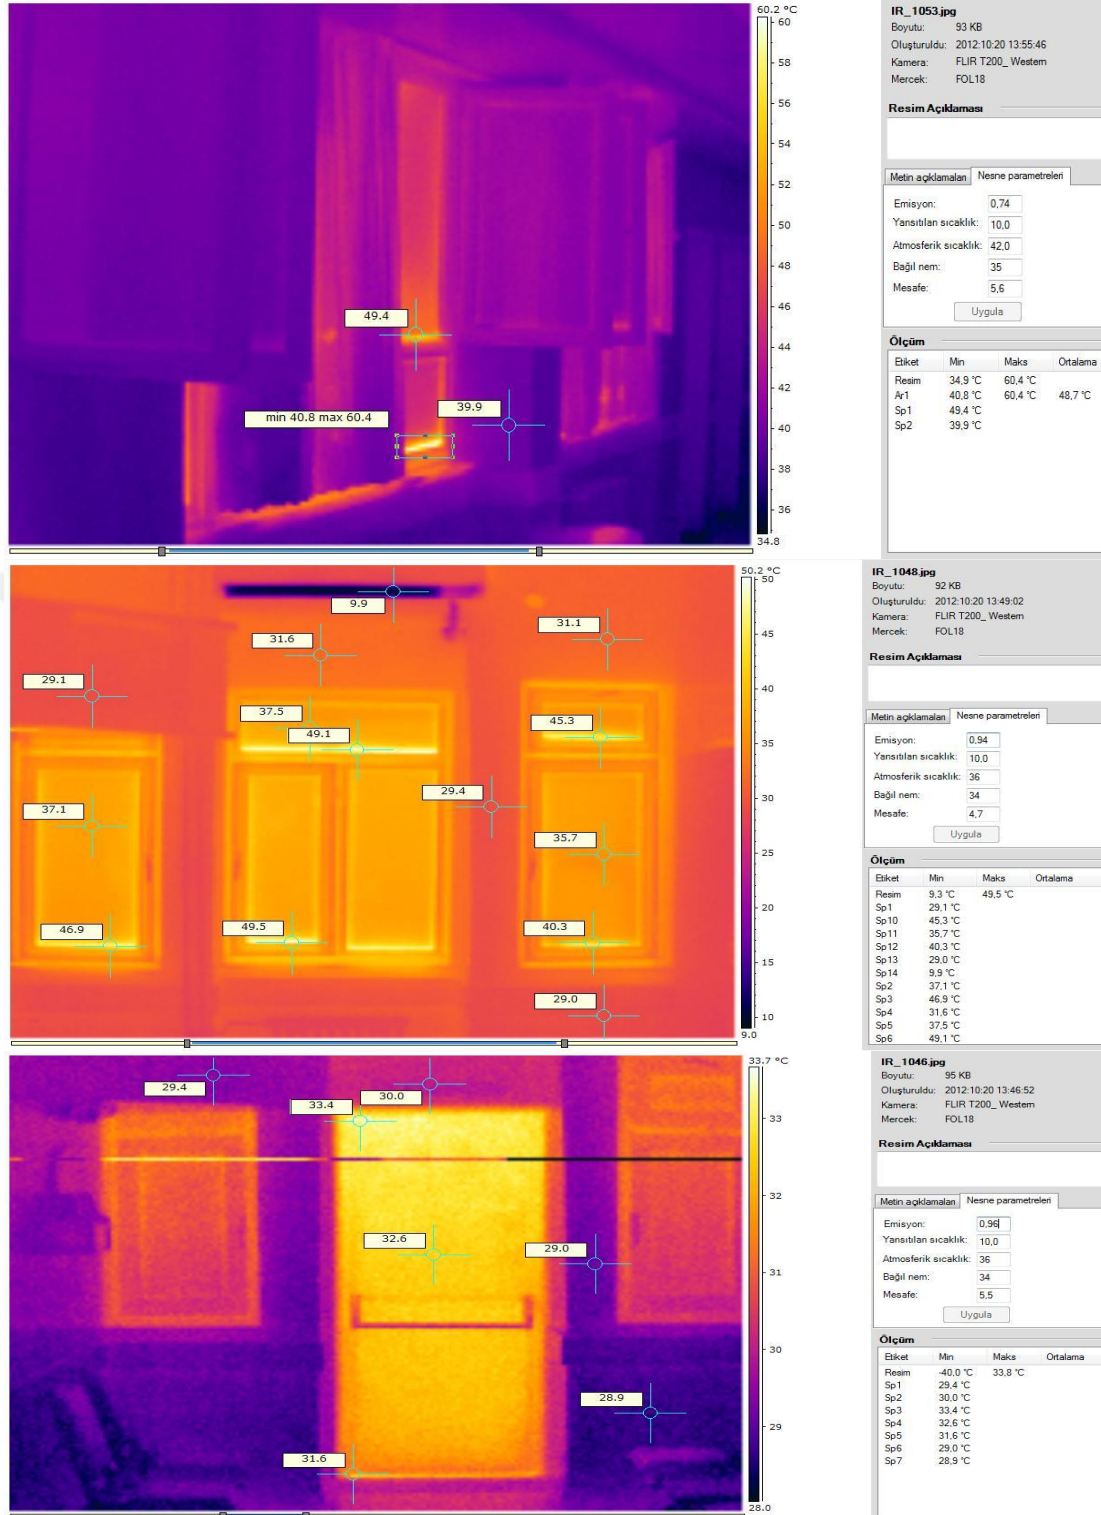 60.2 °C
60
58
56
54
52
50
48
46
44
42
40
38
36
34.8
49.4
39.9
min 40.8 max 60.4
IR_1053.jpg
Boyutu: 93 KB
Oluşturuldu: 2012:10:20 13:55:46
Kamera: FLIR T200_ Western
Mercek: FOL18
Resim Açıklaması
Metin açıklamaları Nesne parametreleri
Emisyon: 0,74
Yansıtılan sıcaklık: 10,0
Atmosferik sıcaklık: 42,0
Bağıl nem: 35
Mesafe: 5,6
Uygula
Ölçüm
Etiket Min Maks Ortalama
Resim 34,9 °C 60,4 °C
Ar1 40,8 °C 60,4 °C 48,7 °C
Sp1 49,4 °C
Sp2 39,9 °C
50.2 °C
50
45
40
35
30
25
20
15
10
9.0
9.9
31.6
31.1
29.1
37.5
49.1
45.3
29.4
37.1
35.7
46.9
49.5
40.3
29.0
IR_1048.jpg
Boyutu: 92 KB
Oluşturuldu: 2012:10:20 13:49:02
Kamera: FLIR T200_ Western
Mercek: FOL18
Resim Açıklaması
Metin açıklamaları Nesne parametreleri
Emisyon: 0,94
Yansıtılan sıcaklık: 10,0
Atmosferik sıcaklık: 36
Bağıl nem: 34
Mesafe: 4,7
Uygula
Ölçüm
Etiket Min Maks Ortalama
Resim 9,3 °C 49,5 °C
Sp1 29,1 °C
Sp10 45,3 °C
Sp11 35,7 °C
Sp12 40,3 °C
Sp13 29,0 °C
Sp14 9,9 °C
Sp2 37,1 °C
Sp3 46,9 °C
Sp4 31,6 °C
Sp5 37,5 °C
Sp6 49,1 °C
33.7 °C
33
32
31
30
29
28.0
29.4
30.0
33.4
32.6
29.0
28.9
31.6
IR_1046.jpg
Boyutu: 95 KB
Oluşturuldu: 2012:10:20 13:46:52
Kamera: FLIR T200_ Western
Mercek: FOL18
Resim Açıklaması
Metin açıklamaları Nesne parametreleri
Emisyon: 0,96
Yansıtılan sıcaklık: 10,0
Atmosferik sıcaklık: 36
Bağıl nem: 34
Mesafe: 5,5
Uygula
Ölçüm
Etiket Min Maks Ortalama
Resim -40,0 °C 33,8 °C
Sp1 29,4 °C
Sp2 30,0 °C
Sp3 33,4 °C
Sp4 32,6 °C
Sp5 31,6 °C
Sp6 29,0 °C
Sp7 28,9 °C